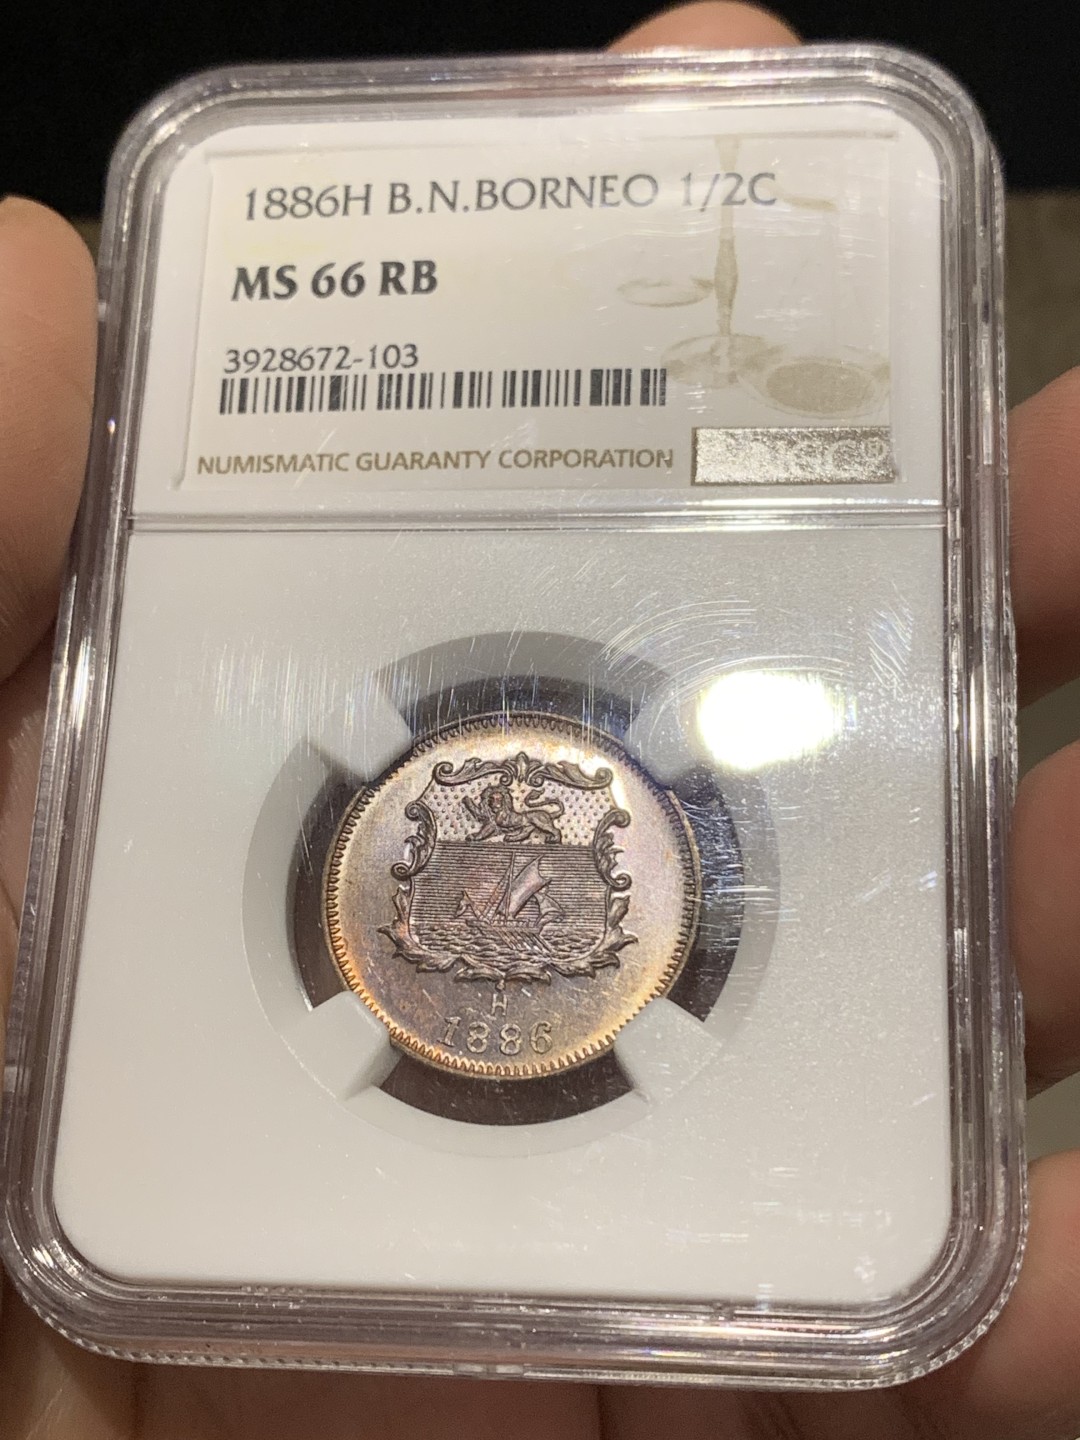 1886H B.N.BORNEO 1/2C
MS 66 RB
3928672-103
NUMISMATIC GUARANTY CORPORATION
H
1886